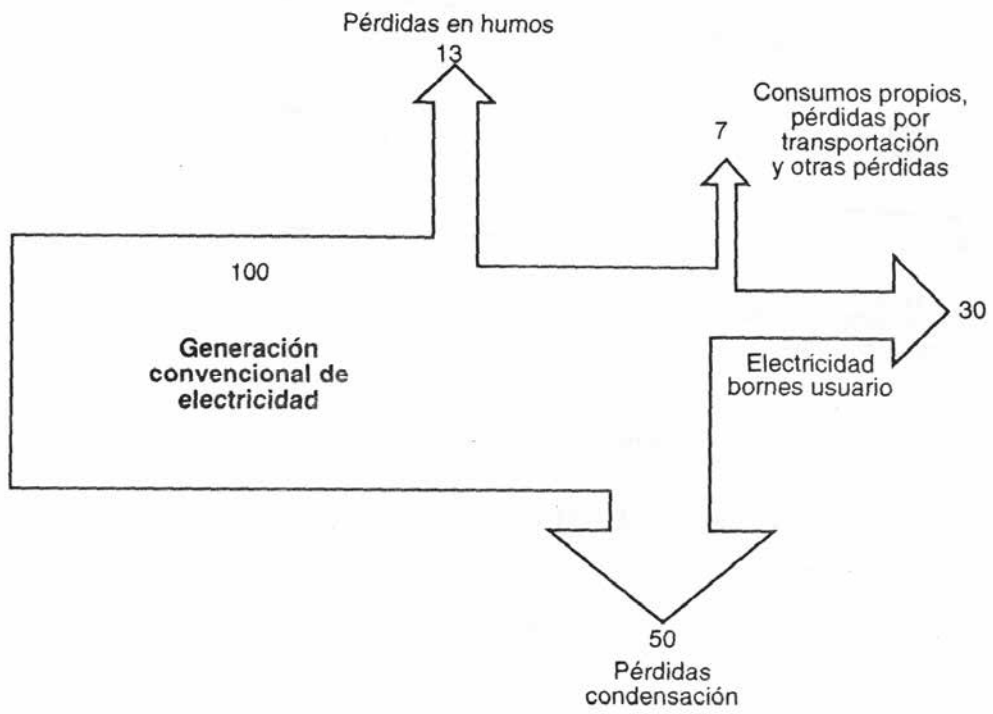 Pérdidas en humos
13
7
Consumos propios,
pérdidas por
transportación
y otras pérdidas
100
Generación
convencional de
electricidad
30
Electricidad
bornes usuario
50
Pérdidas
condensación